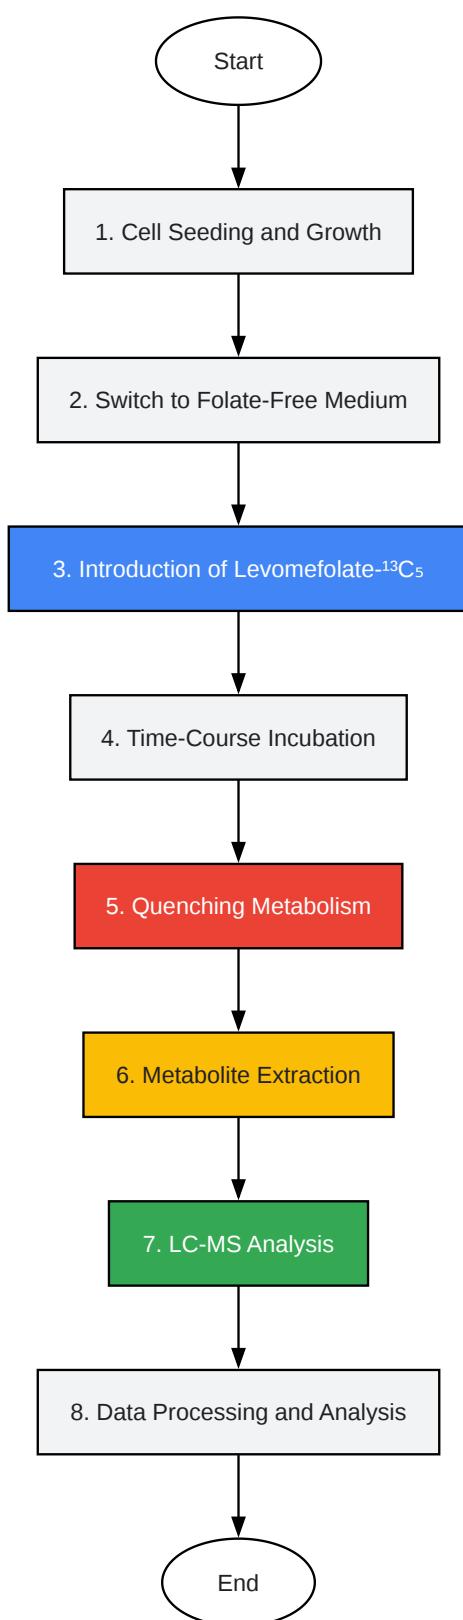 Start
1. Cell Seeding and Growth
2. Switch to Folate-Free Medium
3. Introduction of Levomefolate-¹³C₅
4. Time-Course Incubation
5. Quenching Metabolism
6. Metabolite Extraction
7. LC-MS Analysis
8. Data Processing and Analysis
End